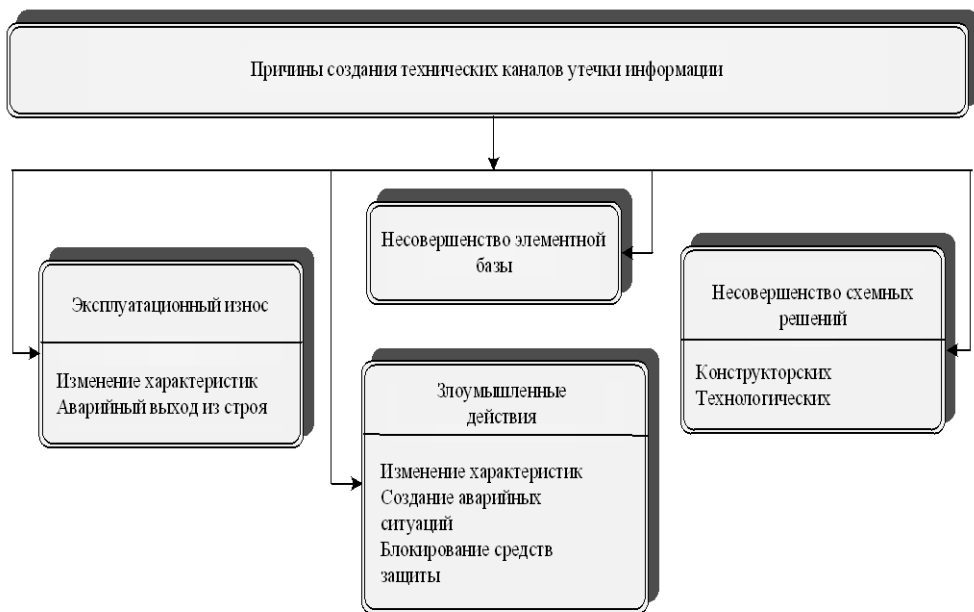 Причины создания технических каналов утечки информации
Несовершенство элементной
базы
Эксплуатационный износ
Изменение характеристик
Аварийный выход из строя
Несовершенство схемных
решений
Конструкторских
Технологических
Злоумышленные
действия
Изменение характеристик
Создание аварийных
ситуаций
Блокирование средств
защиты